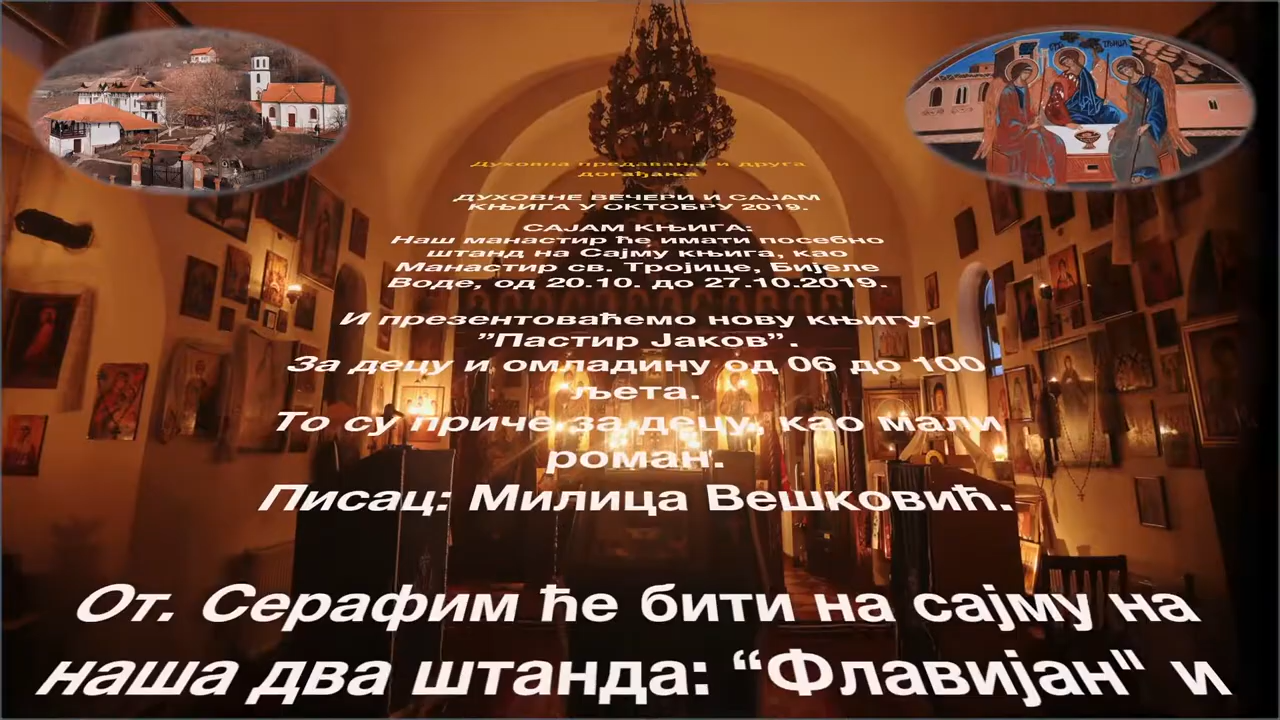 Духовна предавања и друга
догађања
ДУХОВНЕ ВЕЧЕРИ И САЈАМ
КЊИГА У ОКТОБРУ 2019.
САЈАМ КЊИГА:
Наш манастир ће имати посебно
штанд на Сајму књига, као
Манастир св. Тројице, Бијеле
Воде, од 20.10. до 27.10.2019.
И презентоваћемо нову књигу:
”Пастир Јаков”.
За децу и омладину од 06 до 100
љета.
То су приче за децу, као мали
роман.
Писац: Милица Вешковић.
От. Серафим ће бити на сајму на
наша два штанда: “Флавијан" и